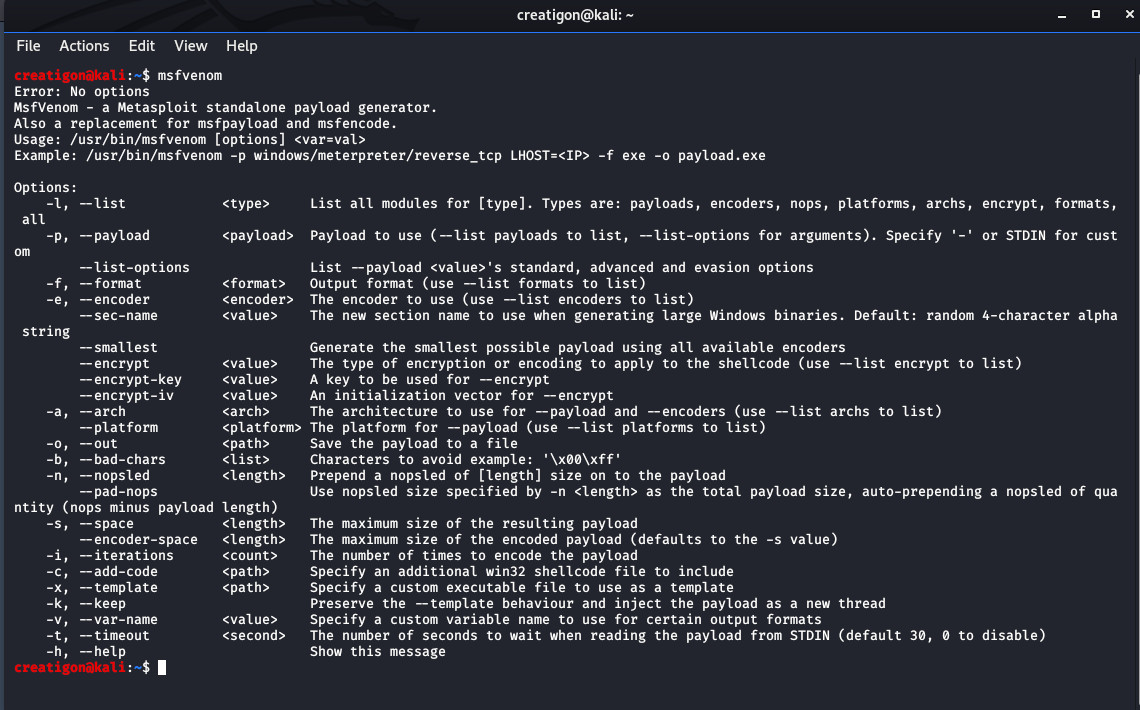 creatigon@kali: ~
File Actions Edit View Help
creatigon@kali:~$ msfvenom
Error: No options
MsfVenom - a Metasploit standalone payload generator.
Also a replacement for msfpayload and msfencode.
Usage: /usr/bin/msfvenom [options] <var=val>
Example: /usr/bin/msfvenom -p windows/meterpreter/reverse_tcp LHOST=<IP> -f exe -o payload.exe

Options:
    -l, --list            <type>     List all modules for [type]. Types are: payloads, encoders, nops, platforms, archs, encrypt, formats,
 all
    -p, --payload         <payload>  Payload to use (--list payloads to list, --list-options for arguments). Specify '-' or STDIN for cust
om
        --list-options               List --payload <value>'s standard, advanced and evasion options
    -f, --format          <format>   Output format (use --list formats to list)
    -e, --encoder         <encoder>  The encoder to use (use --list encoders to list)
        --sec-name        <value>    The new section name to use when generating large Windows binaries. Default: random 4-character alpha
 string
        --smallest                   Generate the smallest possible payload using all available encoders
        --encrypt         <value>    The type of encryption or encoding to apply to the shellcode (use --list encrypt to list)
        --encrypt-key     <value>    A key to be used for --encrypt
        --encrypt-iv      <value>    An initialization vector for --encrypt
    -a, --arch            <arch>     The architecture to use for --payload and --encoders (use --list archs to list)
        --platform        <platform> The platform for --payload (use --list platforms to list)
    -o, --out             <path>     Save the payload to a file
    -b, --bad-chars       <list>     Characters to avoid example: '\x00\xff'
    -n, --nopsled         <length>   Prepend a nopsled of [length] size on to the payload
        --pad-nops                   Use nopsled size specified by -n <length> as the total payload size, auto-prepending a nopsled of qua
ntity (nops minus payload length)
    -s, --space           <length>   The maximum size of the resulting payload
        --encoder-space   <length>   The maximum size of the encoded payload (defaults to the -s value)
    -i, --iterations      <count>    The number of times to encode the payload
    -c, --add-code        <path>     Specify an additional win32 shellcode file to include
    -x, --template        <path>     Specify a custom executable file to use as a template
    -k, --keep                       Preserve the --template behaviour and inject the payload as a new thread
    -v, --var-name        <value>    Specify a custom variable name to use for certain output formats
    -t, --timeout         <second>   The number of seconds to wait when reading the payload from STDIN (default 30, 0 to disable)
    -h, --help                       Show this message
creatigon@kali:~$